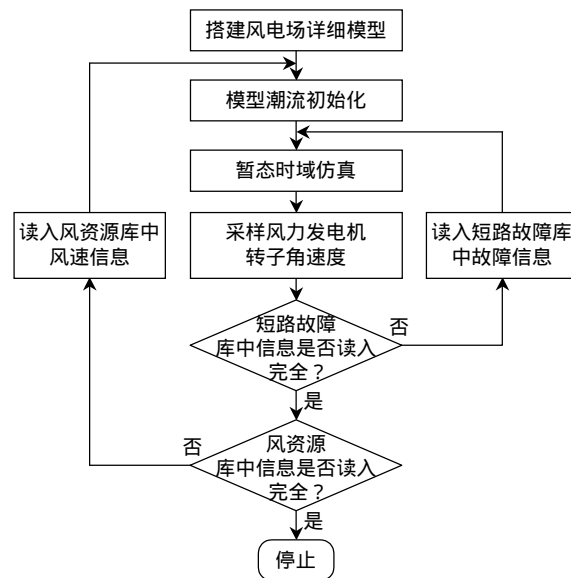 搭建风电场详细模型
模型潮流初始化
暂态时域仿真
读入风资源库中
风速信息
采样风力发电机
转子角速度
读入短路故障库
中故障信息
短路故障
库中信息是否读入
完全？
否
是
风资源
库中信息是否读入
完全？
否
是
停止